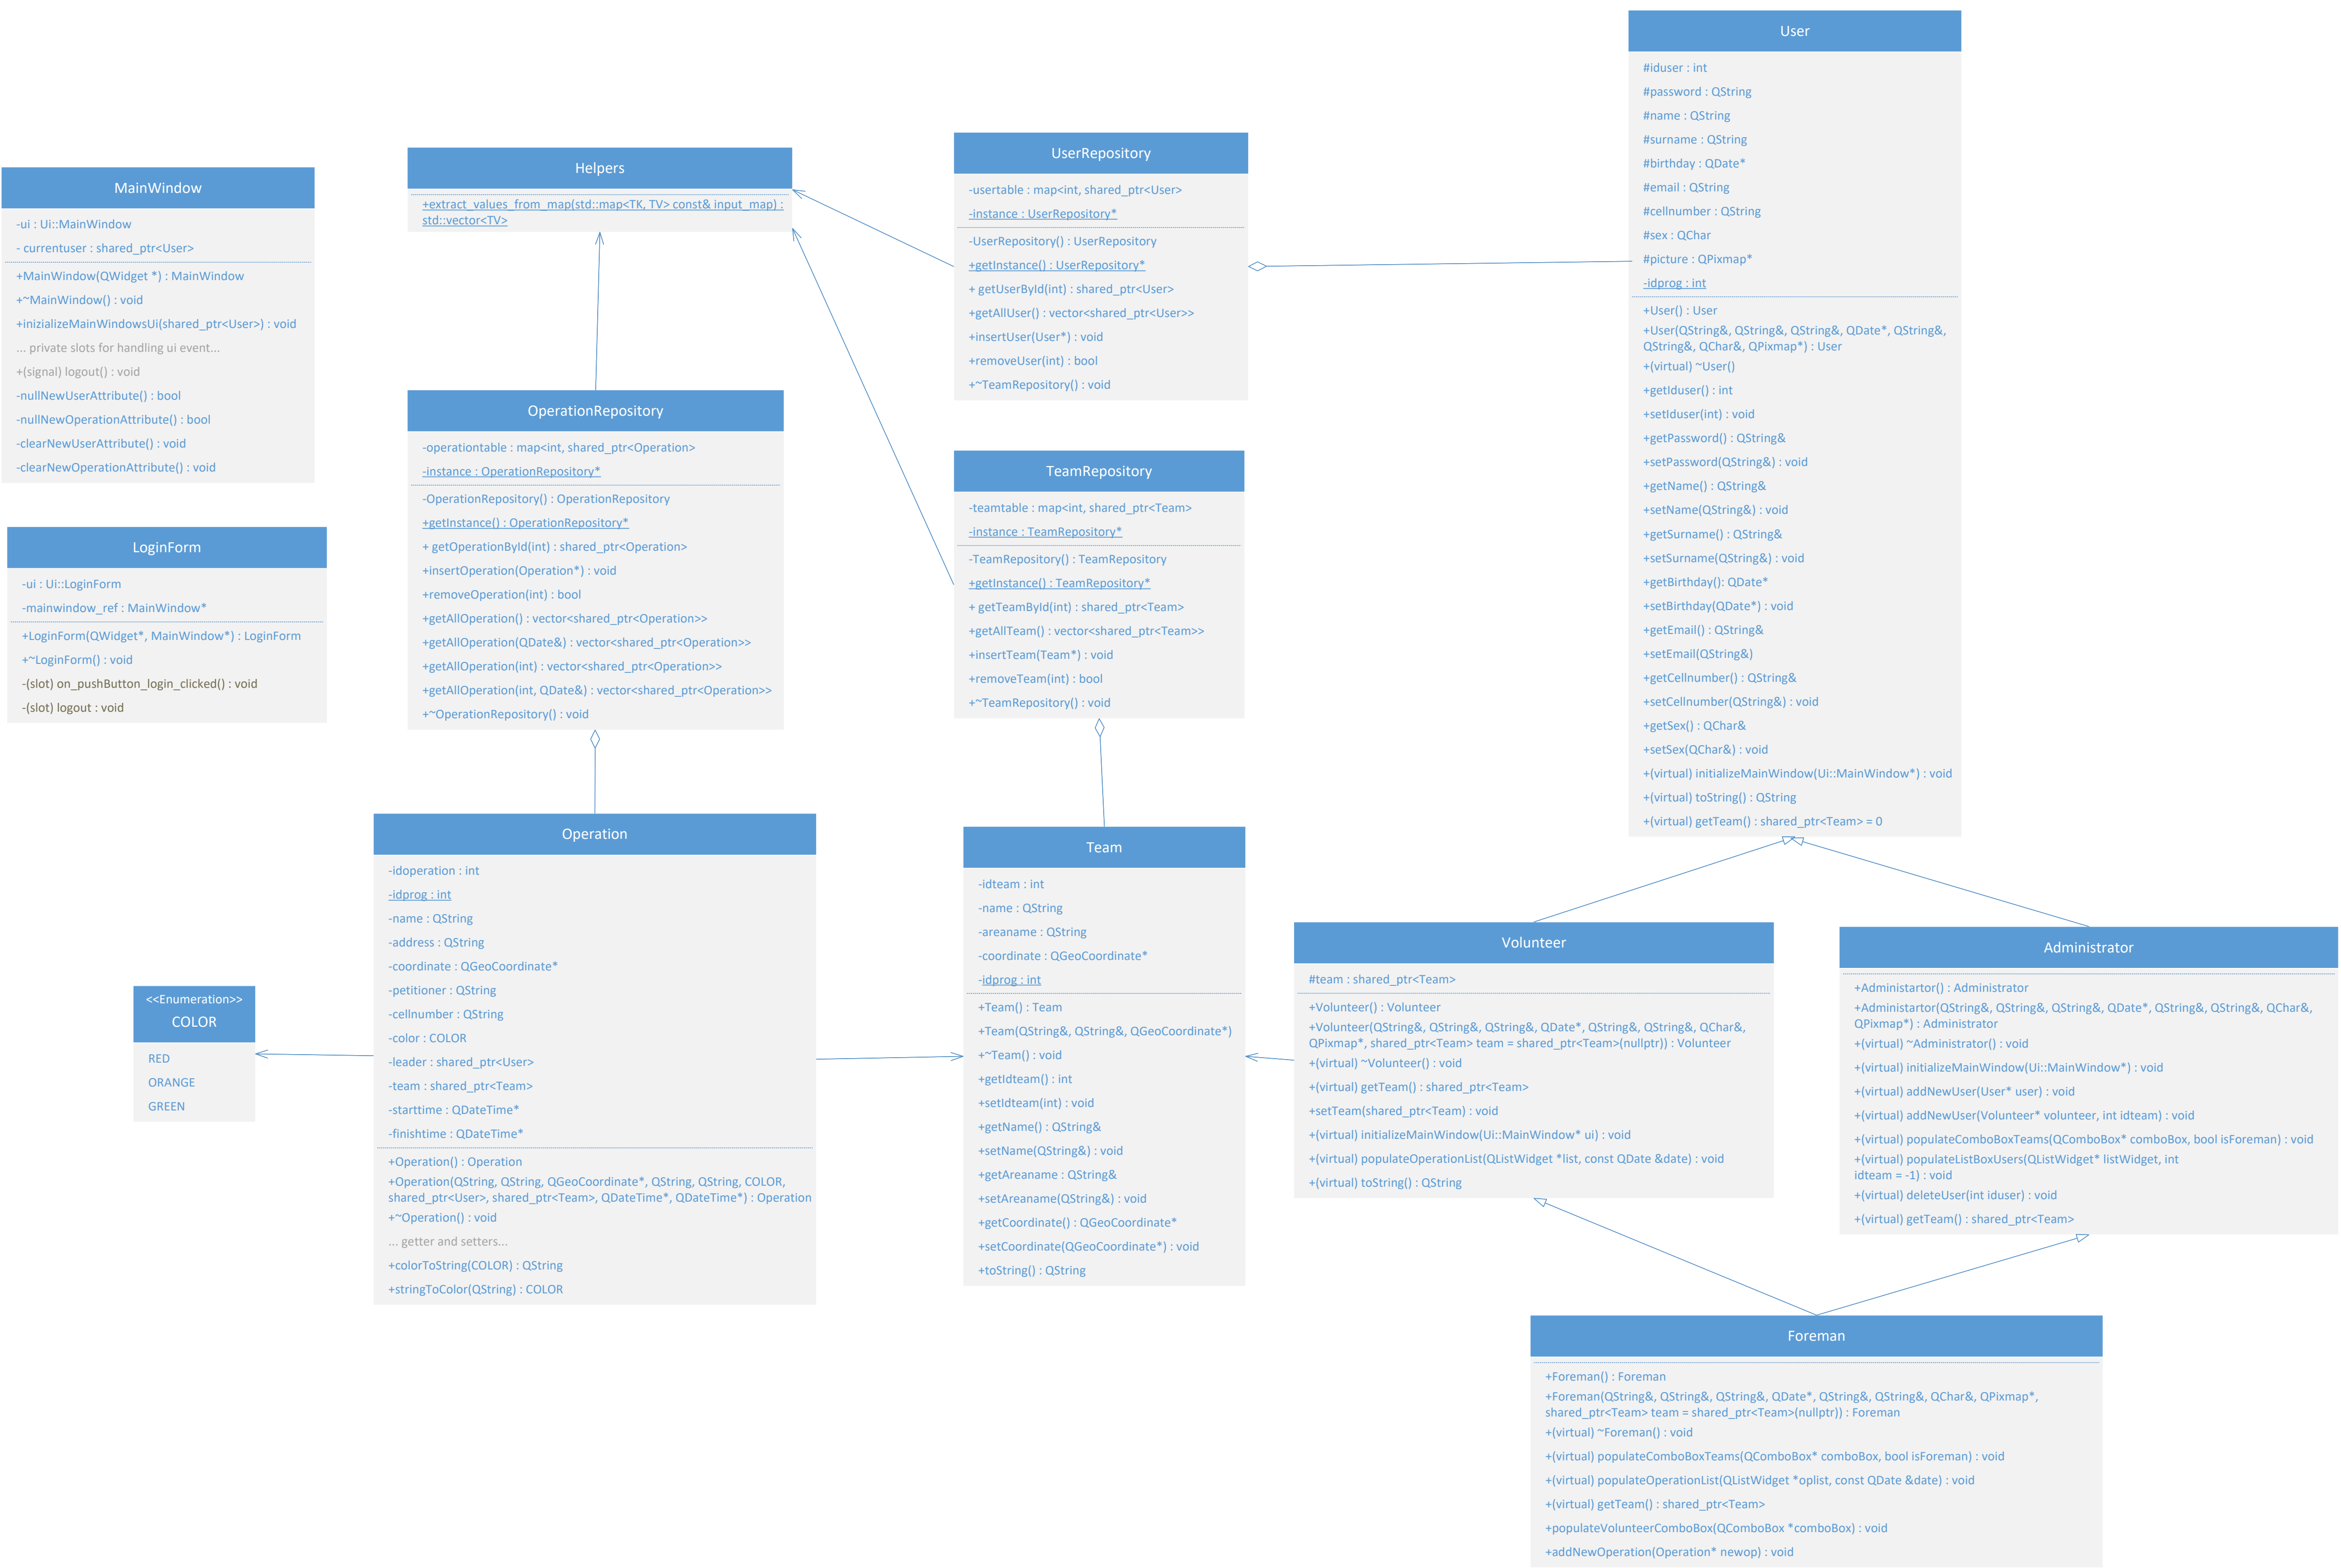 User
#iduser : int
#password : QString
#name : QString
#surname : QString
#birthday : QDate*
#email : QString
#cellnumber : QString
#sex : QChar
#picture : QPixmap*
-idprog : int
+User() : User
+User(QString&, QString&, QString&, QDate*, QString&,
QString&, QChar&, QPixmap*) : User
+(virtual) ~User()
+getIduser() : int
+setIduser(int) : void
+getPassword() : QString&
+setPassword(QString&) : void
+getName() : QString&
+setName(QString&) : void
+getSurname() : QString&
+setSurname(QString&) : void
+getBirthday(): QDate*
+setBirthday(QDate*) : void
+getEmail() : QString&
+setEmail(QString&)
+getCellnumber() : QString&
+setCellnumber(QString&) : void
+getSex() : QChar&
+setSex(QChar&) : void
+(virtual) initializeMainWindow(Ui::MainWindow*) : void
+(virtual) toString() : QString
+(virtual) getTeam() : shared_ptr<Team> = 0
UserRepository
-usertable : map<int, shared_ptr<User>
-instance : UserRepository*
-UserRepository() : UserRepository
+getInstance() : UserRepository*
+ getUserById(int) : shared_ptr<User>
+getAllUser() : vector<shared_ptr<User>>
+insertUser(User*) : void
+removeUser(int) : bool
+~TeamRepository() : void
Helpers
+extract_values_from_map(std::map<TK, TV> const& input_map) :
std::vector<TV>
MainWindow
-ui : Ui::MainWindow
- currentuser : shared_ptr<User>
+MainWindow(QWidget *) : MainWindow
+~MainWindow() : void
+inizializeMainWindowsUi(shared_ptr<User>) : void
... private slots for handling ui event...
+(signal) logout() : void
-nullNewUserAttribute() : bool
-nullNewOperationAttribute() : bool
-clearNewUserAttribute() : void
-clearNewOperationAttribute() : void
OperationRepository
-operationtable : map<int, shared_ptr<Operation>
-instance : OperationRepository*
-OperationRepository() : OperationRepository
+getInstance() : OperationRepository*
+ getOperationById(int) : shared_ptr<Operation>
+insertOperation(Operation*) : void
+removeOperation(int) : bool
+getAllOperation() : vector<shared_ptr<Operation>>
+getAllOperation(QDate&) : vector<shared_ptr<Operation>>
+getAllOperation(int) : vector<shared_ptr<Operation>>
+getAllOperation(int, QDate&) : vector<shared_ptr<Operation>>
+~OperationRepository() : void
TeamRepository
-teamtable : map<int, shared_ptr<Team>
-instance : TeamRepository*
-TeamRepository() : TeamRepository
+getInstance() : TeamRepository*
+ getTeamById(int) : shared_ptr<Team>
+getAllTeam() : vector<shared_ptr<Team>>
+insertTeam(Team*) : void
+removeTeam(int) : bool
+~TeamRepository() : void
LoginForm
-ui : Ui::LoginForm
-mainwindow_ref : MainWindow*
+LoginForm(QWidget*, MainWindow*) : LoginForm
+~LoginForm() : void
-(slot) on_pushButton_login_clicked() : void
-(slot) logout : void
Operation
-idoperation : int
-idprog : int
-name : QString
-address : QString
-coordinate : QGeoCoordinate*
-petitioner : QString
-cellnumber : QString
-color : COLOR
-leader : shared_ptr<User>
-team : shared_ptr<Team>
-starttime : QDateTime*
-finishtime : QDateTime*
+Operation() : Operation
+Operation(QString, QString, QGeoCoordinate*, QString, QString, COLOR,
shared_ptr<User>, shared_ptr<Team>, QDateTime*, QDateTime*) : Operation
+~Operation() : void
... getter and setters...
+colorToString(COLOR) : QString
+stringToColor(QString) : COLOR
Team
-idteam : int
-name : QString
-areaname : QString
-coordinate : QGeoCoordinate*
-idprog : int
+Team() : Team
+Team(QString&, QString&, QGeoCoordinate*)
+~Team() : void
+getIdteam() : int
+setIdteam(int) : void
+getName() : QString&
+setName(QString&) : void
+getAreaname : QString&
+setAreaname(QString&) : void
+getCoordinate() : QGeoCoordinate*
+setCoordinate(QGeoCoordinate*) : void
+toString() : QString
<<Enumeration>>
COLOR
RED
ORANGE
GREEN
Volunteer
#team : shared_ptr<Team>
+Volunteer() : Volunteer
+Volunteer(QString&, QString&, QString&, QDate*, QString&, QString&, QChar&,
QPixmap*, shared_ptr<Team> team = shared_ptr<Team>(nullptr)) : Volunteer
+(virtual) ~Volunteer() : void
+(virtual) getTeam() : shared_ptr<Team>
+setTeam(shared_ptr<Team) : void
+(virtual) initializeMainWindow(Ui::MainWindow* ui) : void
+(virtual) populateOperationList(QListWidget *list, const QDate &date) : void
+(virtual) toString() : QString
Administrator
+Administartor() : Administrator
+Administartor(QString&, QString&, QString&, QDate*, QString&, QString&, QChar&,
QPixmap*) : Administrator
+(virtual) ~Administrator() : void
+(virtual) initializeMainWindow(Ui::MainWindow*) : void
+(virtual) addNewUser(User* user) : void
+(virtual) addNewUser(Volunteer* volunteer, int idteam) : void
+(virtual) populateComboBoxTeams(QComboBox* comboBox, bool isForeman) : void
+(virtual) populateListBoxUsers(QListWidget* listWidget, int
idteam = -1) : void
+(virtual) deleteUser(int iduser) : void
+(virtual) getTeam() : shared_ptr<Team>
Foreman
+Foreman() : Foreman
+Foreman(QString&, QString&, QString&, QDate*, QString&, QString&, QChar&, QPixmap*,
shared_ptr<Team> team = shared_ptr<Team>(nullptr)) : Foreman
+(virtual) ~Foreman() : void
+(virtual) populateComboBoxTeams(QComboBox* comboBox, bool isForeman) : void
+(virtual) populateOperationList(QListWidget *oplist, const QDate &date) : void
+(virtual) getTeam() : shared_ptr<Team>
+populateVolunteerComboBox(QComboBox *comboBox) : void
+addNewOperation(Operation* newop) : void